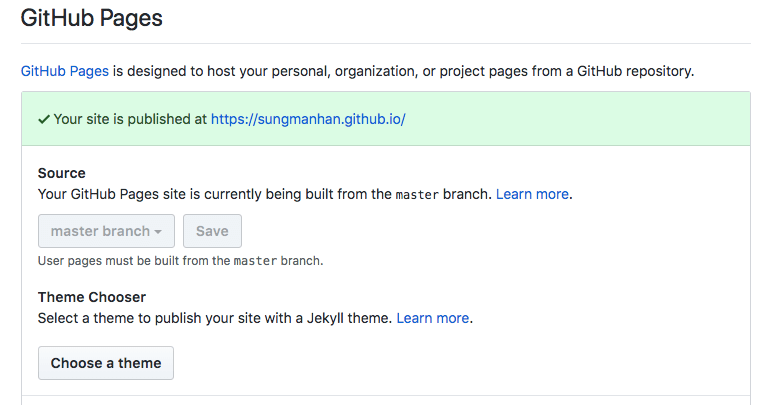 GitHub Pages
GitHub Pages is designed to host your personal, organization, or project pages from a GitHub repository.
✓ Your site is published at https://sungmanhan.github.io/
Source
Your GitHub Pages site is currently being built from the master branch. Learn more.
master branch Save
User pages must be built from the master branch.
Theme Chooser
Select a theme to publish your site with a Jekyll theme. Learn more.
Choose a theme